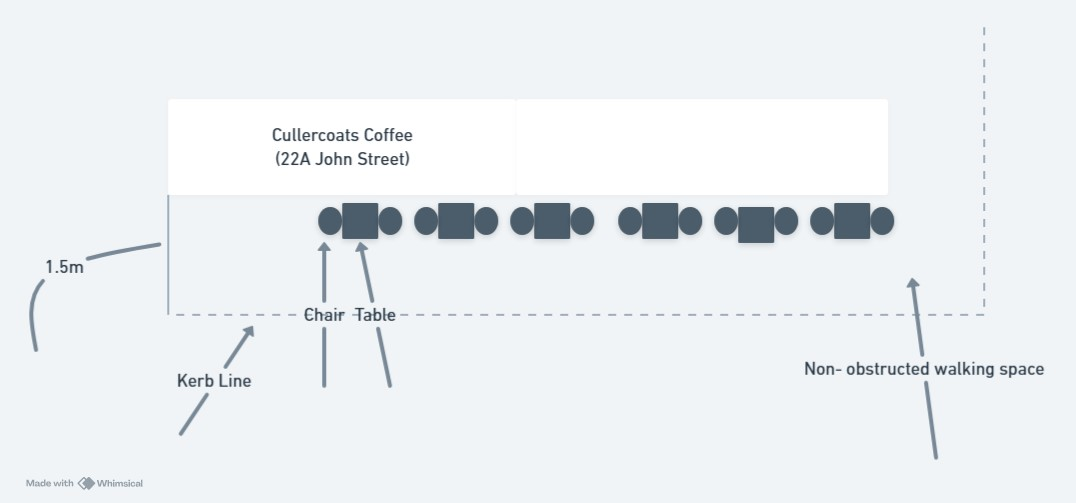 Cullercoats Coffee
(22A John Street)
1.5m
Chair Table
Non- obstructed walking space
Kerb Line
Made with Whimsical